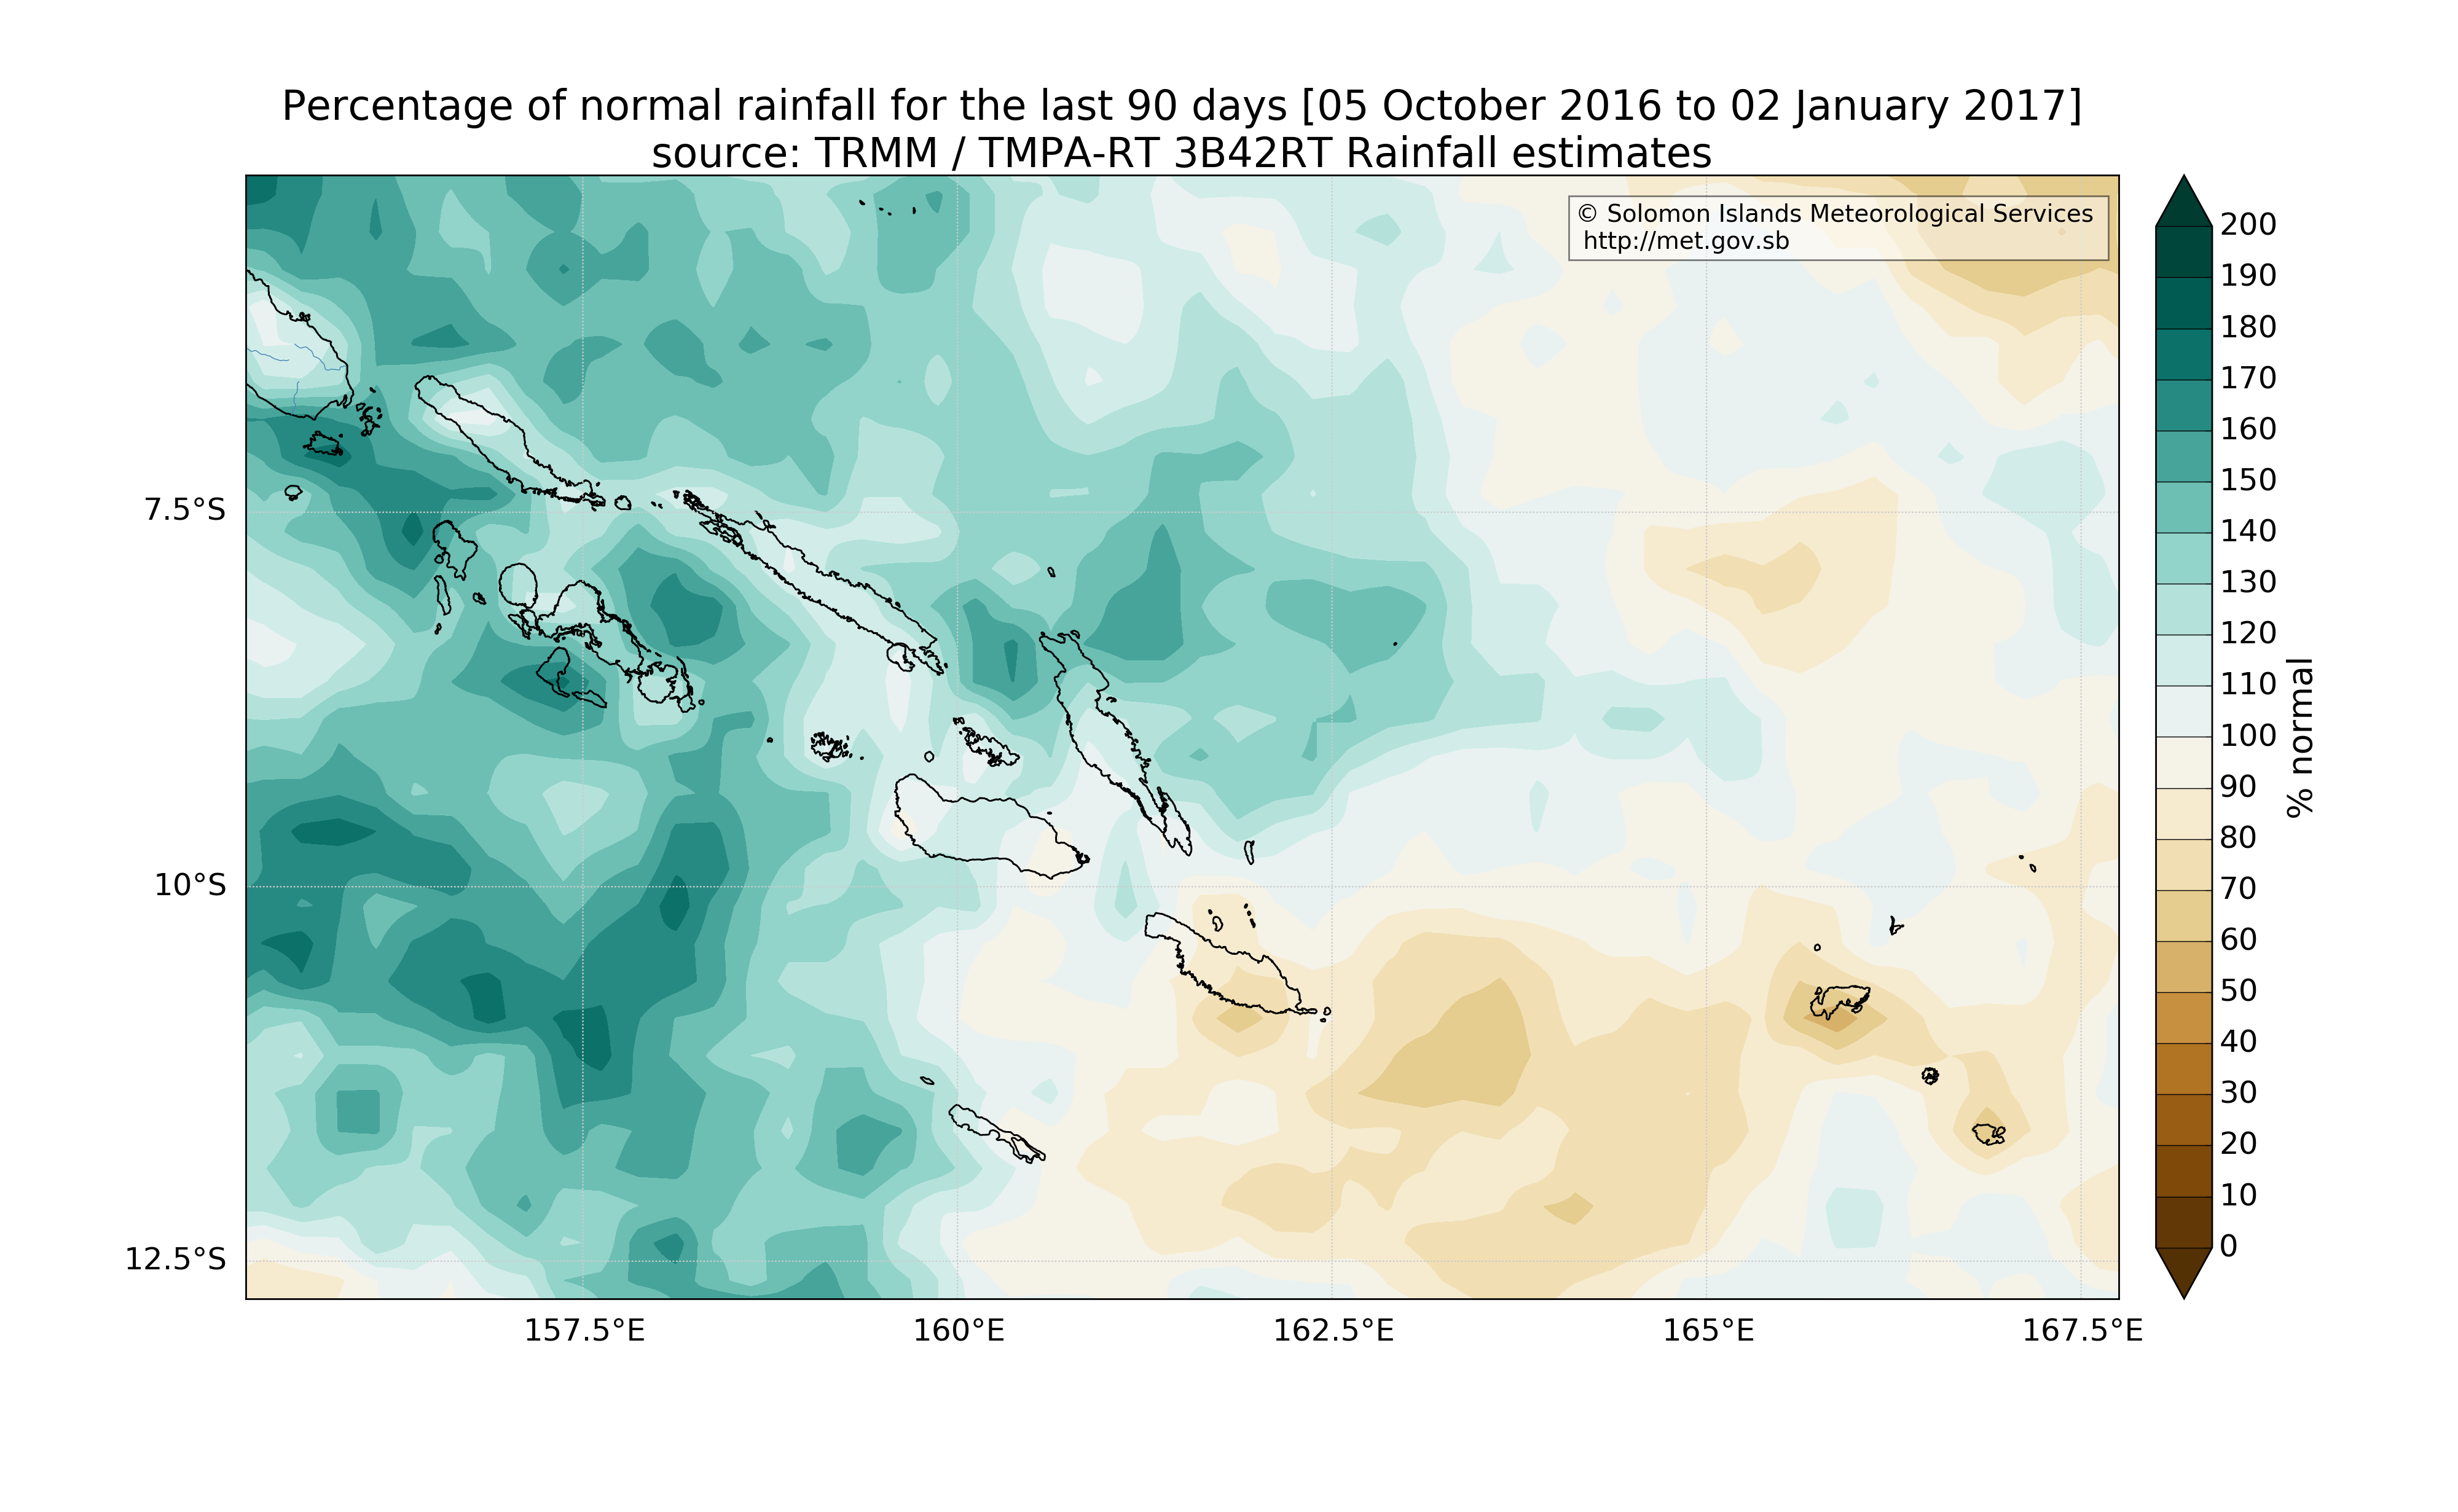 Percentage of normal rainfall for the last 90 days [05 October 2016 to 02 January 2017]
source: TRMM / TMPA-RT 3B42RT Rainfall estimates
© Solomon Islands Meteorological Services
http://met.gov.sb
7.5°S
10°S
12.5°S
157.5°E
160°E
162.5°E
165°E
167.5°E
200
190
180
170
160
150
140
130
120
110
100
90
80
70
60
50
40
30
20
10
0
% normal